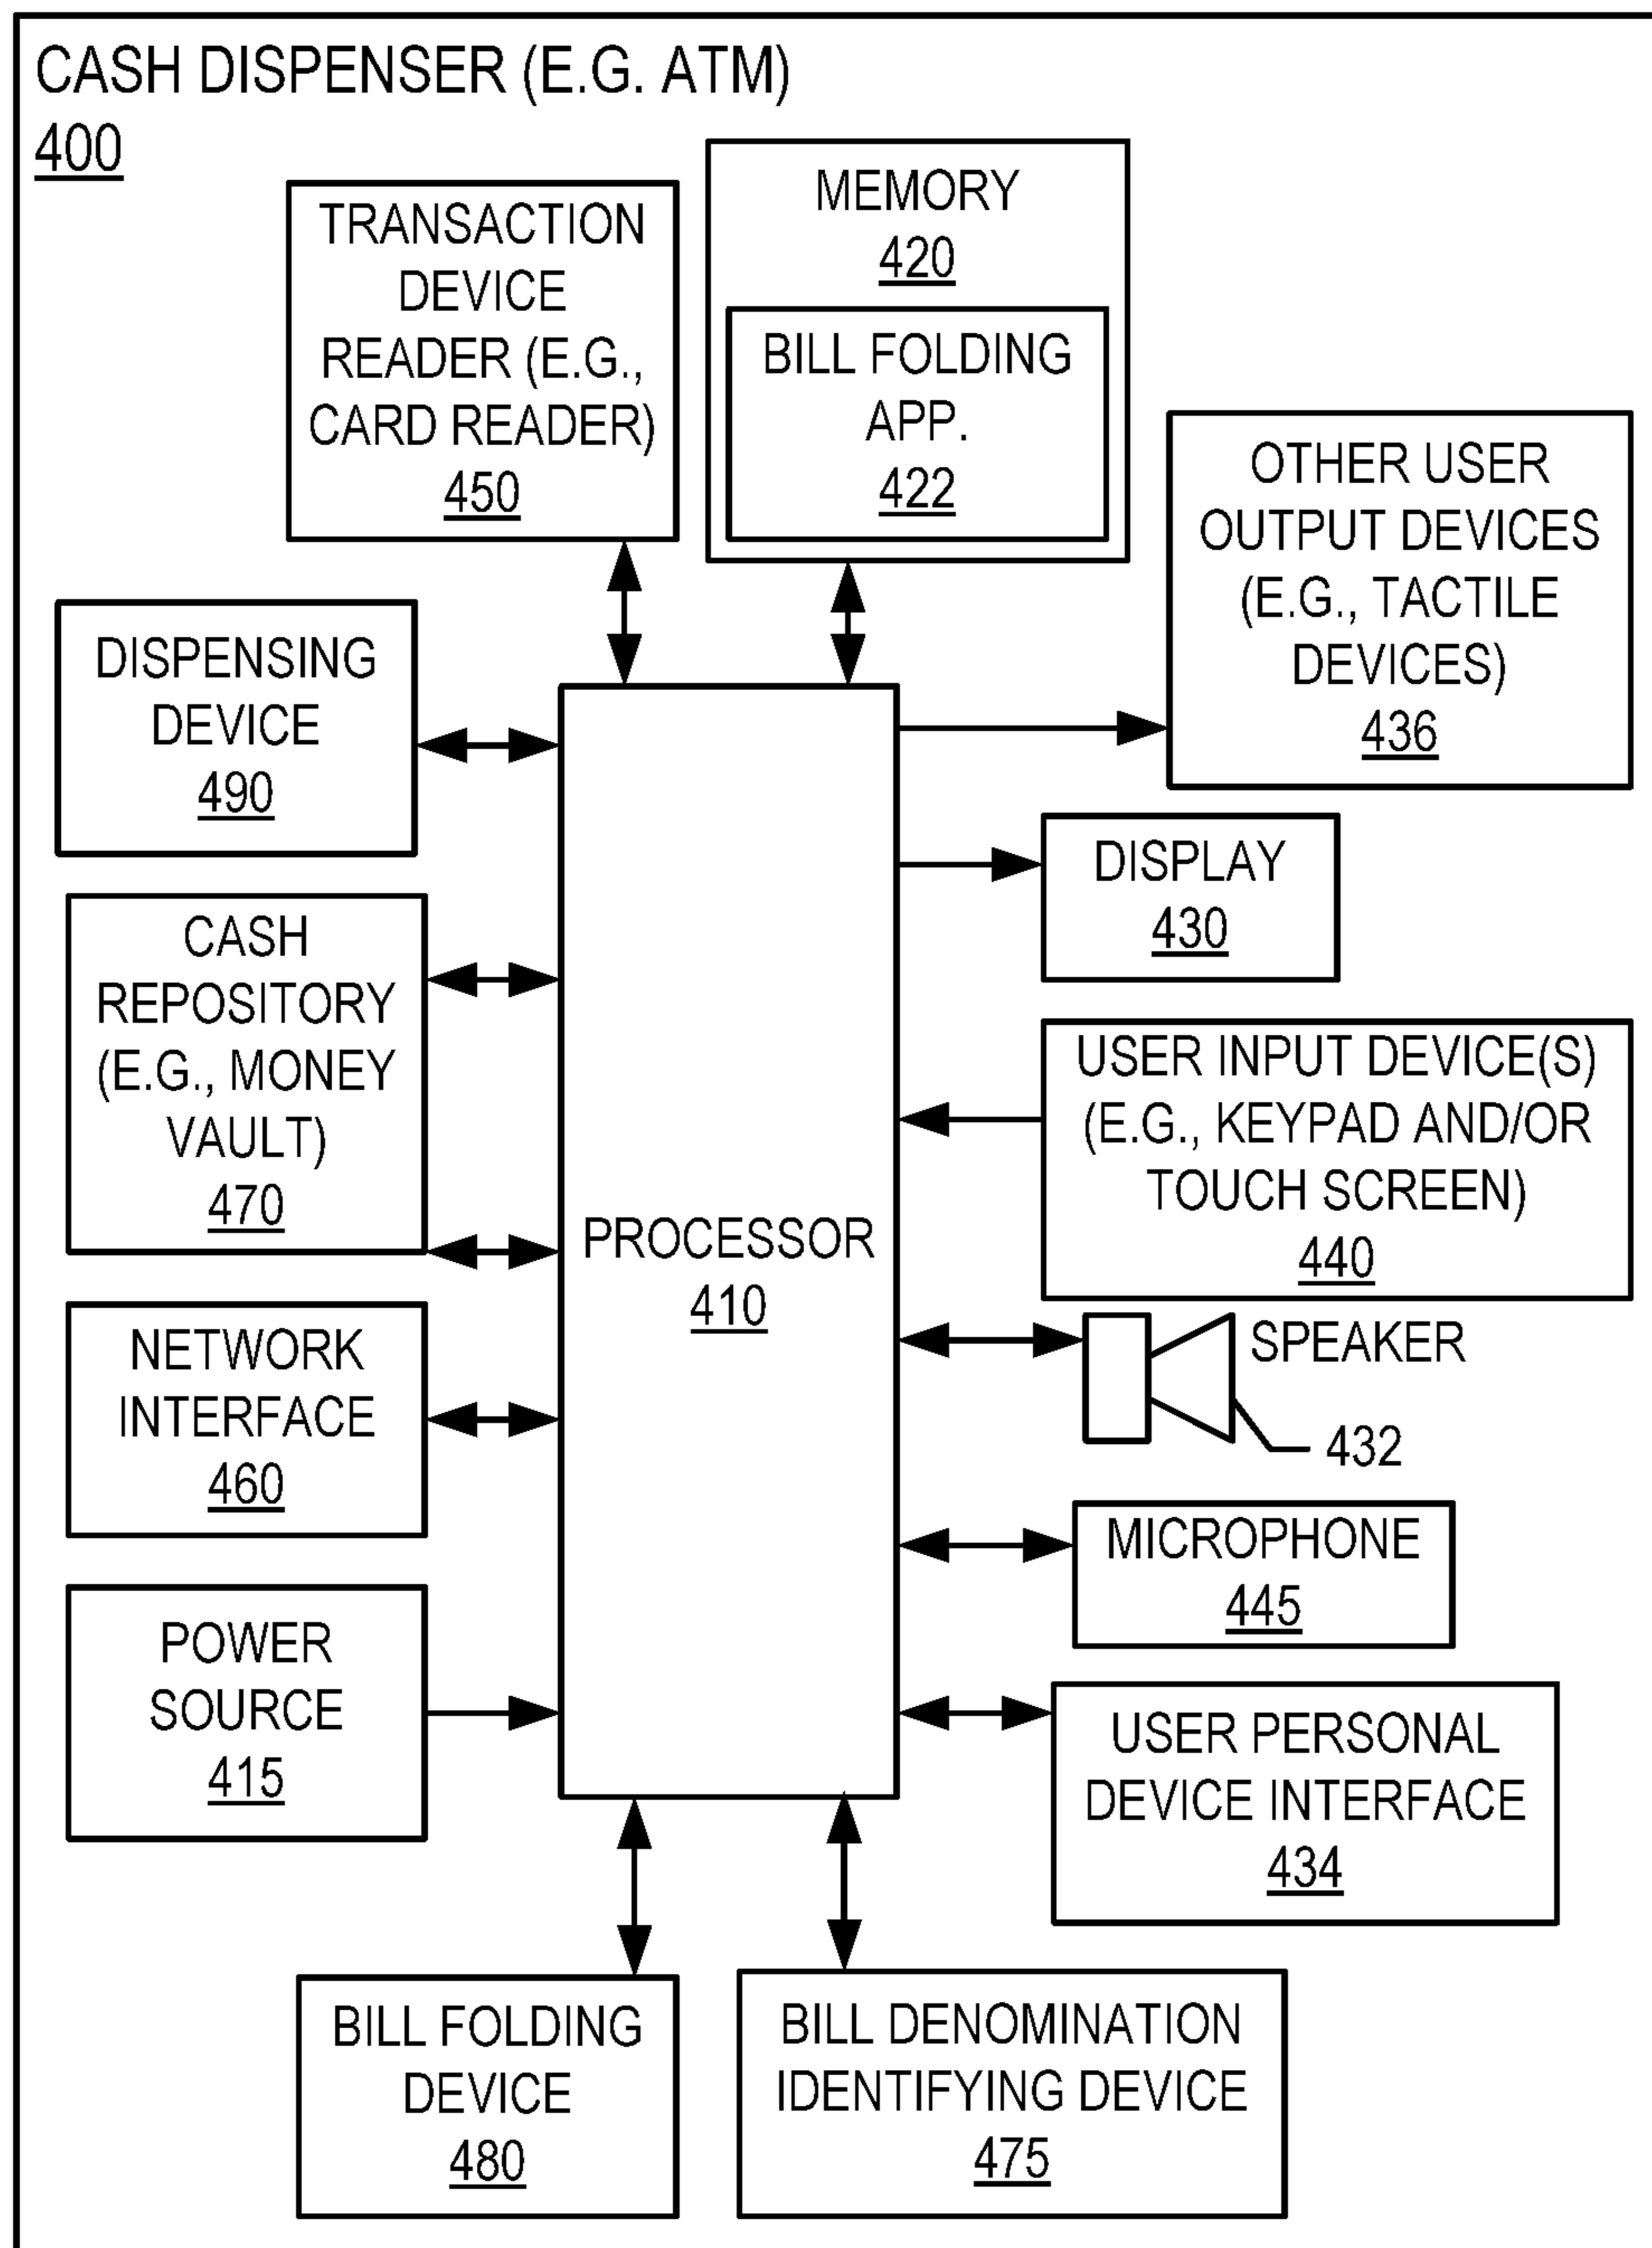 CASH DISPENSER (E.G. ATM)
400
TRANSACTION
DEVICE
READER (E.G.,
CARD READER)
450
MEMORY
420
BILL FOLDING
APP.
422
OTHER USER
OUTPUT DEVICES
(E.G., TACTILE
DEVICES)
436
DISPENSING
DEVICE
490
DISPLAY
430
CASH
REPOSITORY
(E.G., MONEY
VAULT)
470
USER INPUT DEVICE(S)
(E.G., KEYPAD AND/OR
TOUCH SCREEN)
440
PROCESSOR
410
NETWORK
INTERFACE
460
SPEAKER
432
MICROPHONE
445
POWER
SOURCE
415
USER PERSONAL
DEVICE INTERFACE
434
BILL FOLDING
DEVICE
480
BILL DENOMINATION
IDENTIFYING DEVICE
475